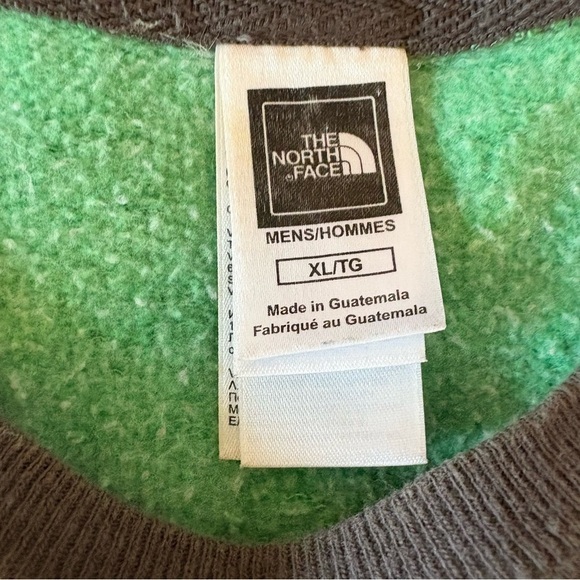 THE
NORTH
FACE
MENS/HOMMES
XL/TG
Made in Guatemala
Fabriqué au Guatemala